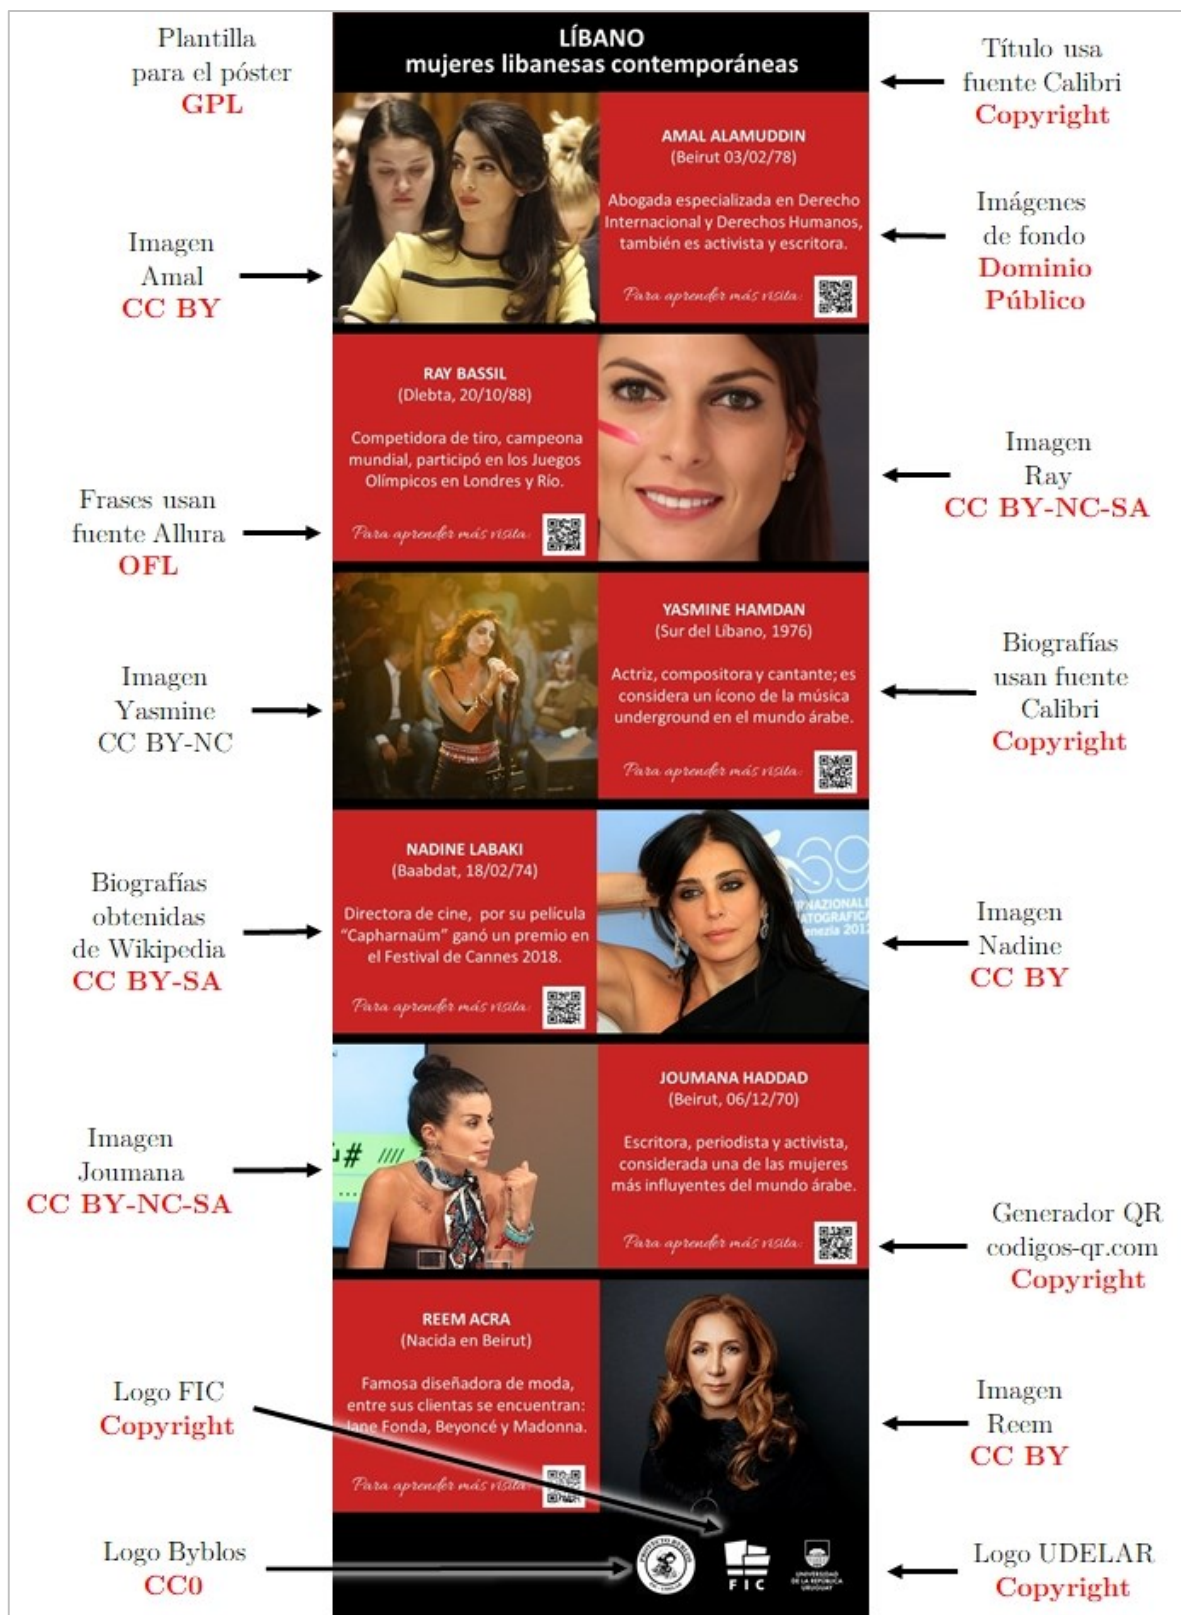 Plantilla
para el póster
GPL
LÍBANO
mujeres libanesas contemporáneas
Título usa
fuente Calibri
Copyright
AMAL ALAMUDDIN
(Beirut 03/02/78)
Abogada especializada en Derecho
Internacional y Derechos Humanos,
también es activista y escritora.
Para aprender más visita:
Imágenes
de fondo
Dominio
Público
Imagen
Amal
CC BY
RAY BASSIL
(Dlebta, 20/10/88)
Competidora de tiro, campeona
mundial, participó en los Juegos
Olímpicos en Londres y Río.
Para aprender más visita:
Imagen
Ray
CC BY-NC-SA
Frases usan
fuente Allura
OFL
YASMINE HAMDAN
(Sur del Líbano, 1976)
Actriz, compositora y cantante; es
considera un ícono de la música
underground en el mundo árabe.
Para aprender más visita:
Biografías
usan fuente
Calibri
Copyright
Imagen
Yasmine
CC BY-NC
NADINE LABAKI
(Baabdat, 18/02/74)
Directora de cine, por su película
“Capharnaüm” ganó un premio en
el Festival de Cannes 2018.
Para aprender más visita:
69
Biografías
obtenidas
de Wikipedia
CC BY-SA
Imagen
Nadine
CC BY
JOUMANA HADDAD
(Beirut, 06/12/70)
Escritora, periodista y activista,
considerada una de las mujeres
más influyentes del mundo árabe.
Para aprender más visita:
# ////
Imagen
Joumana
CC BY-NC-SA
Generador QR
codigos-qr.com
Copyright
REEM ACRA
(Nacida en Beirut)
Famosa diseñadora de moda,
entre sus clientas se encuentran:
Jane Fonda, Beyoncé y Madonna.
Para aprender más visita:
Logo FIC
Copyright
Imagen
Reem
CC BY
Logo Byblos
CC0
PROYECTO BYBLOS
FIC
UNIVERSIDAD
DE LA REPÚBLICA
URUGUAY
Logo UDELAR
Copyright